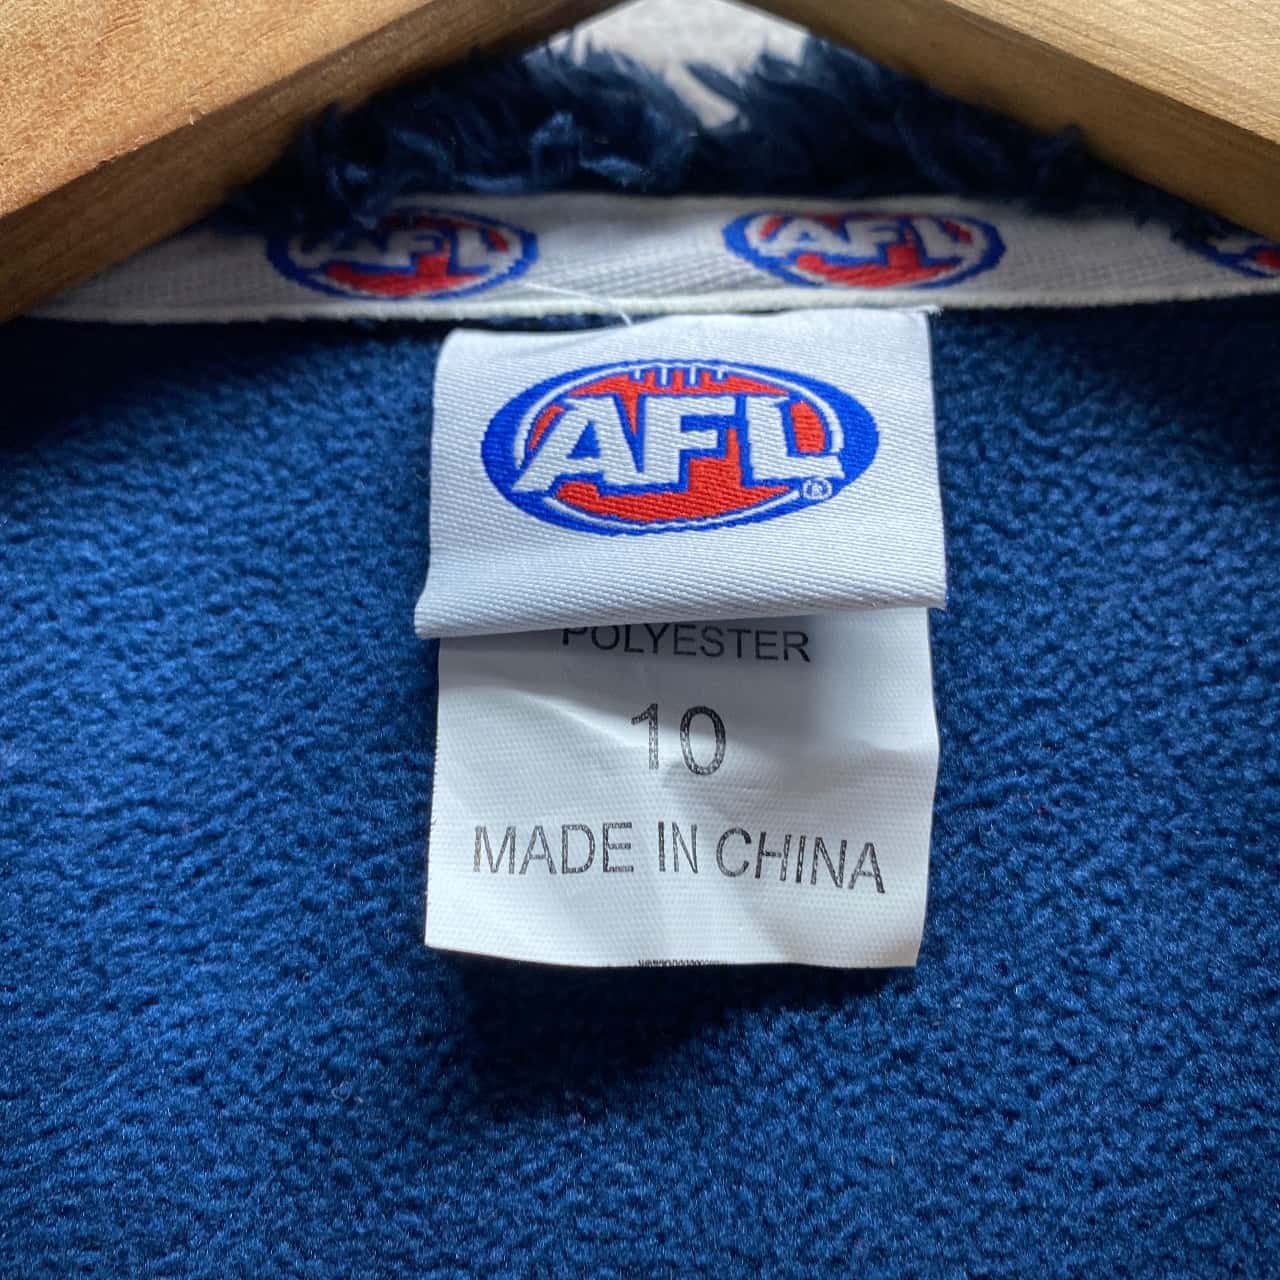 AFL AFL
AFL ®
POLYESTER
10
MADE IN CHINA